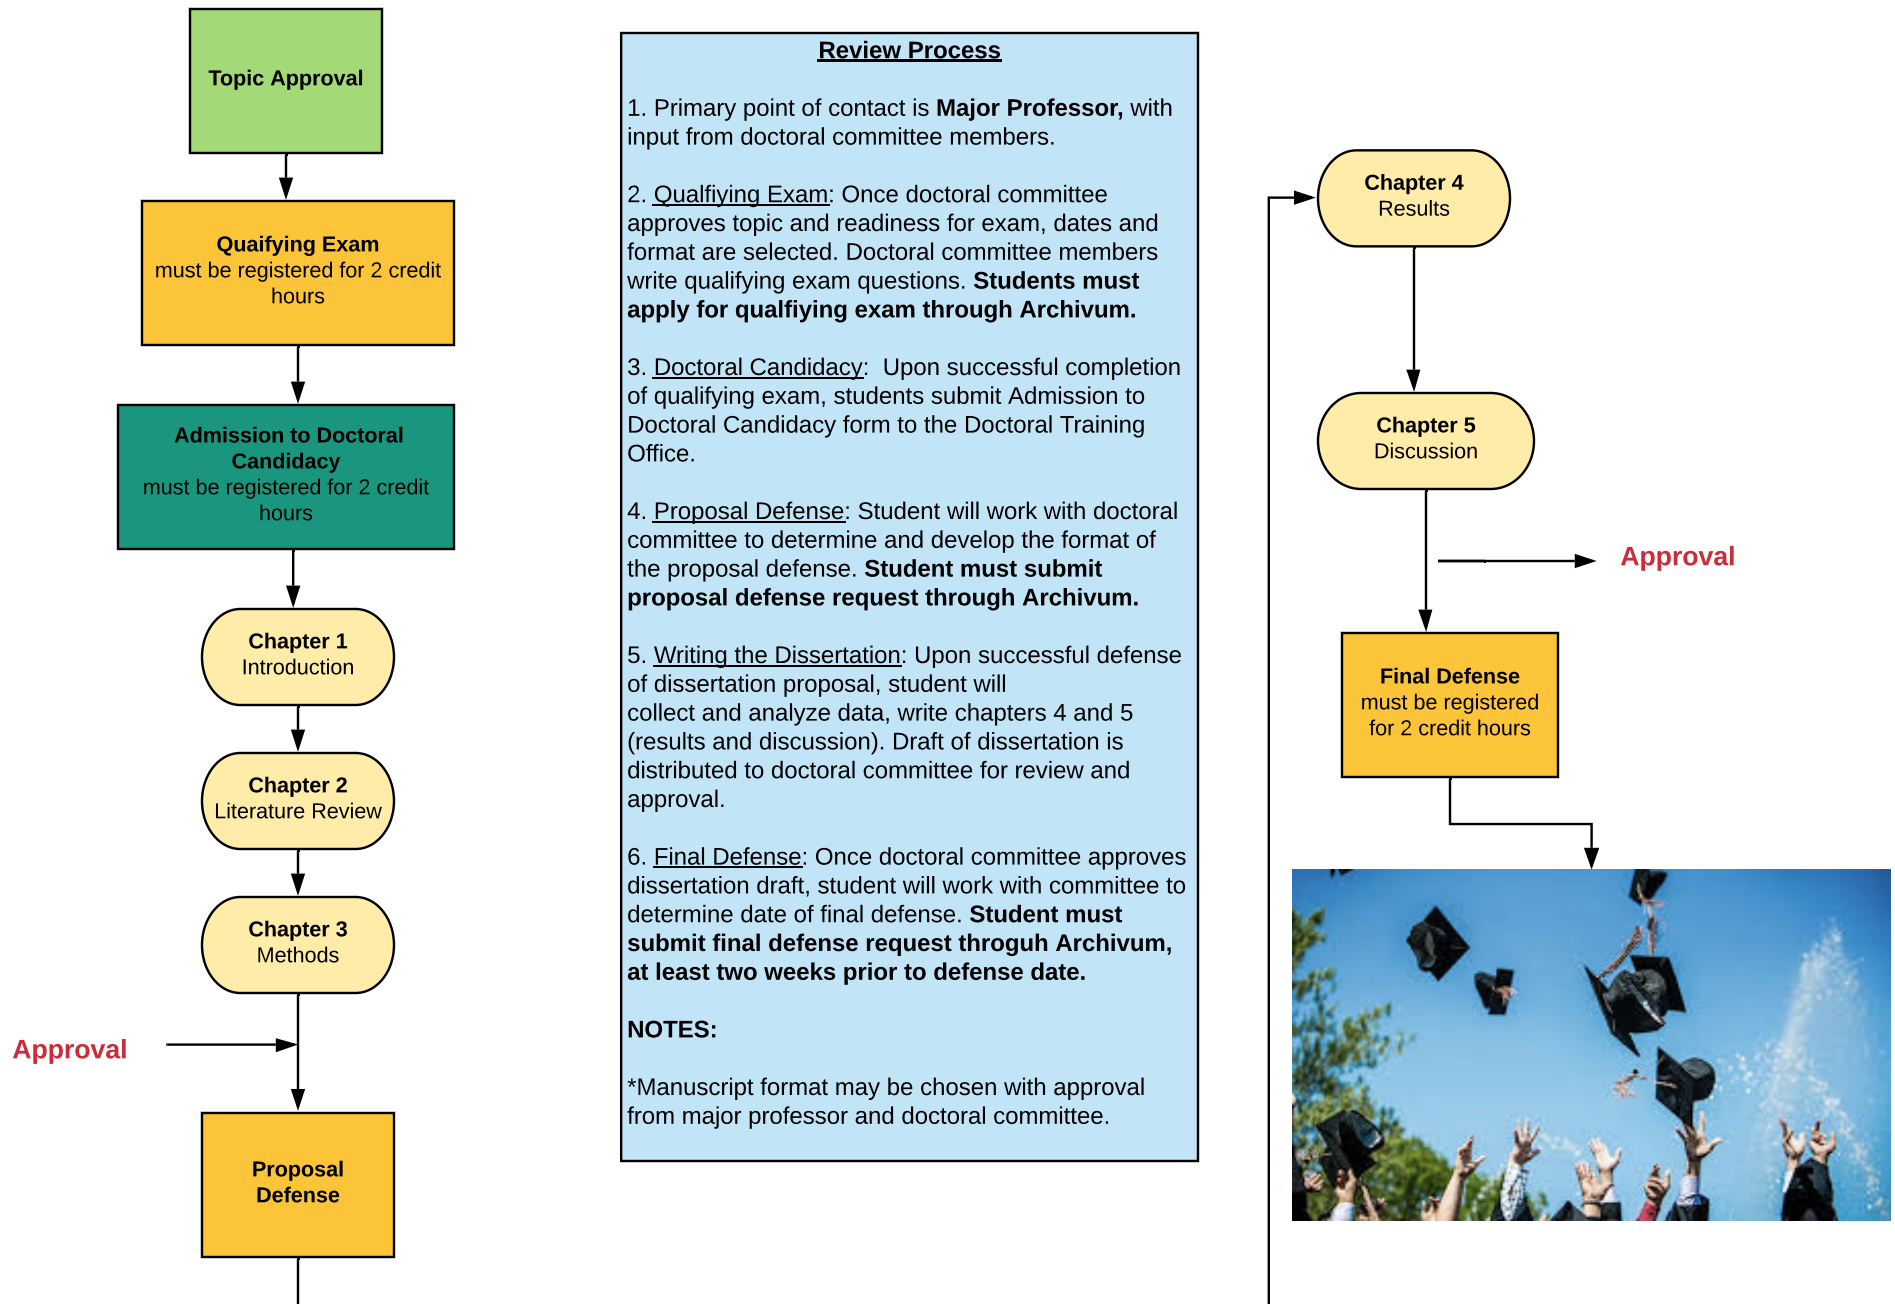 Topic Approval
Quaifying Exam
must be registered for 2 credit
hours
Admission to Doctoral
Candidacy
must be registered for 2 credit
hours
Chapter 1
Introduction
Chapter 2
Literature Review
Chapter 3
Methods
Approval
Proposal
Defense
Review Process
1. Primary point of contact is Major Professor, with
input from doctoral committee members.
2. Qualfiying Exam: Once doctoral committee
approves topic and readiness for exam, dates and
format are selected. Doctoral committee members
write qualifying exam questions. Students must
apply for qualfiying exam through Archivum.
3. Doctoral Candidacy:  Upon successful completion
of qualifying exam, students submit Admission to
Doctoral Candidacy form to the Doctoral Training
Office.
4. Proposal Defense: Student will work with doctoral
committee to determine and develop the format of
the proposal defense. Student must submit
proposal defense request through Archivum.
5. Writing the Dissertation: Upon successful defense
of dissertation proposal, student will
collect and analyze data, write chapters 4 and 5
(results and discussion). Draft of dissertation is
distributed to doctoral committee for review and
approval.
6. Final Defense: Once doctoral committee approves
dissertation draft, student will work with committee to
determine date of final defense. Student must
submit final defense request throguh Archivum,
at least two weeks prior to defense date.
NOTES:
*Manuscript format may be chosen with approval
from major professor and doctoral committee.
Chapter 4
Results
Chapter 5
Discussion
Approval
Final Defense
must be registered
for 2 credit hours